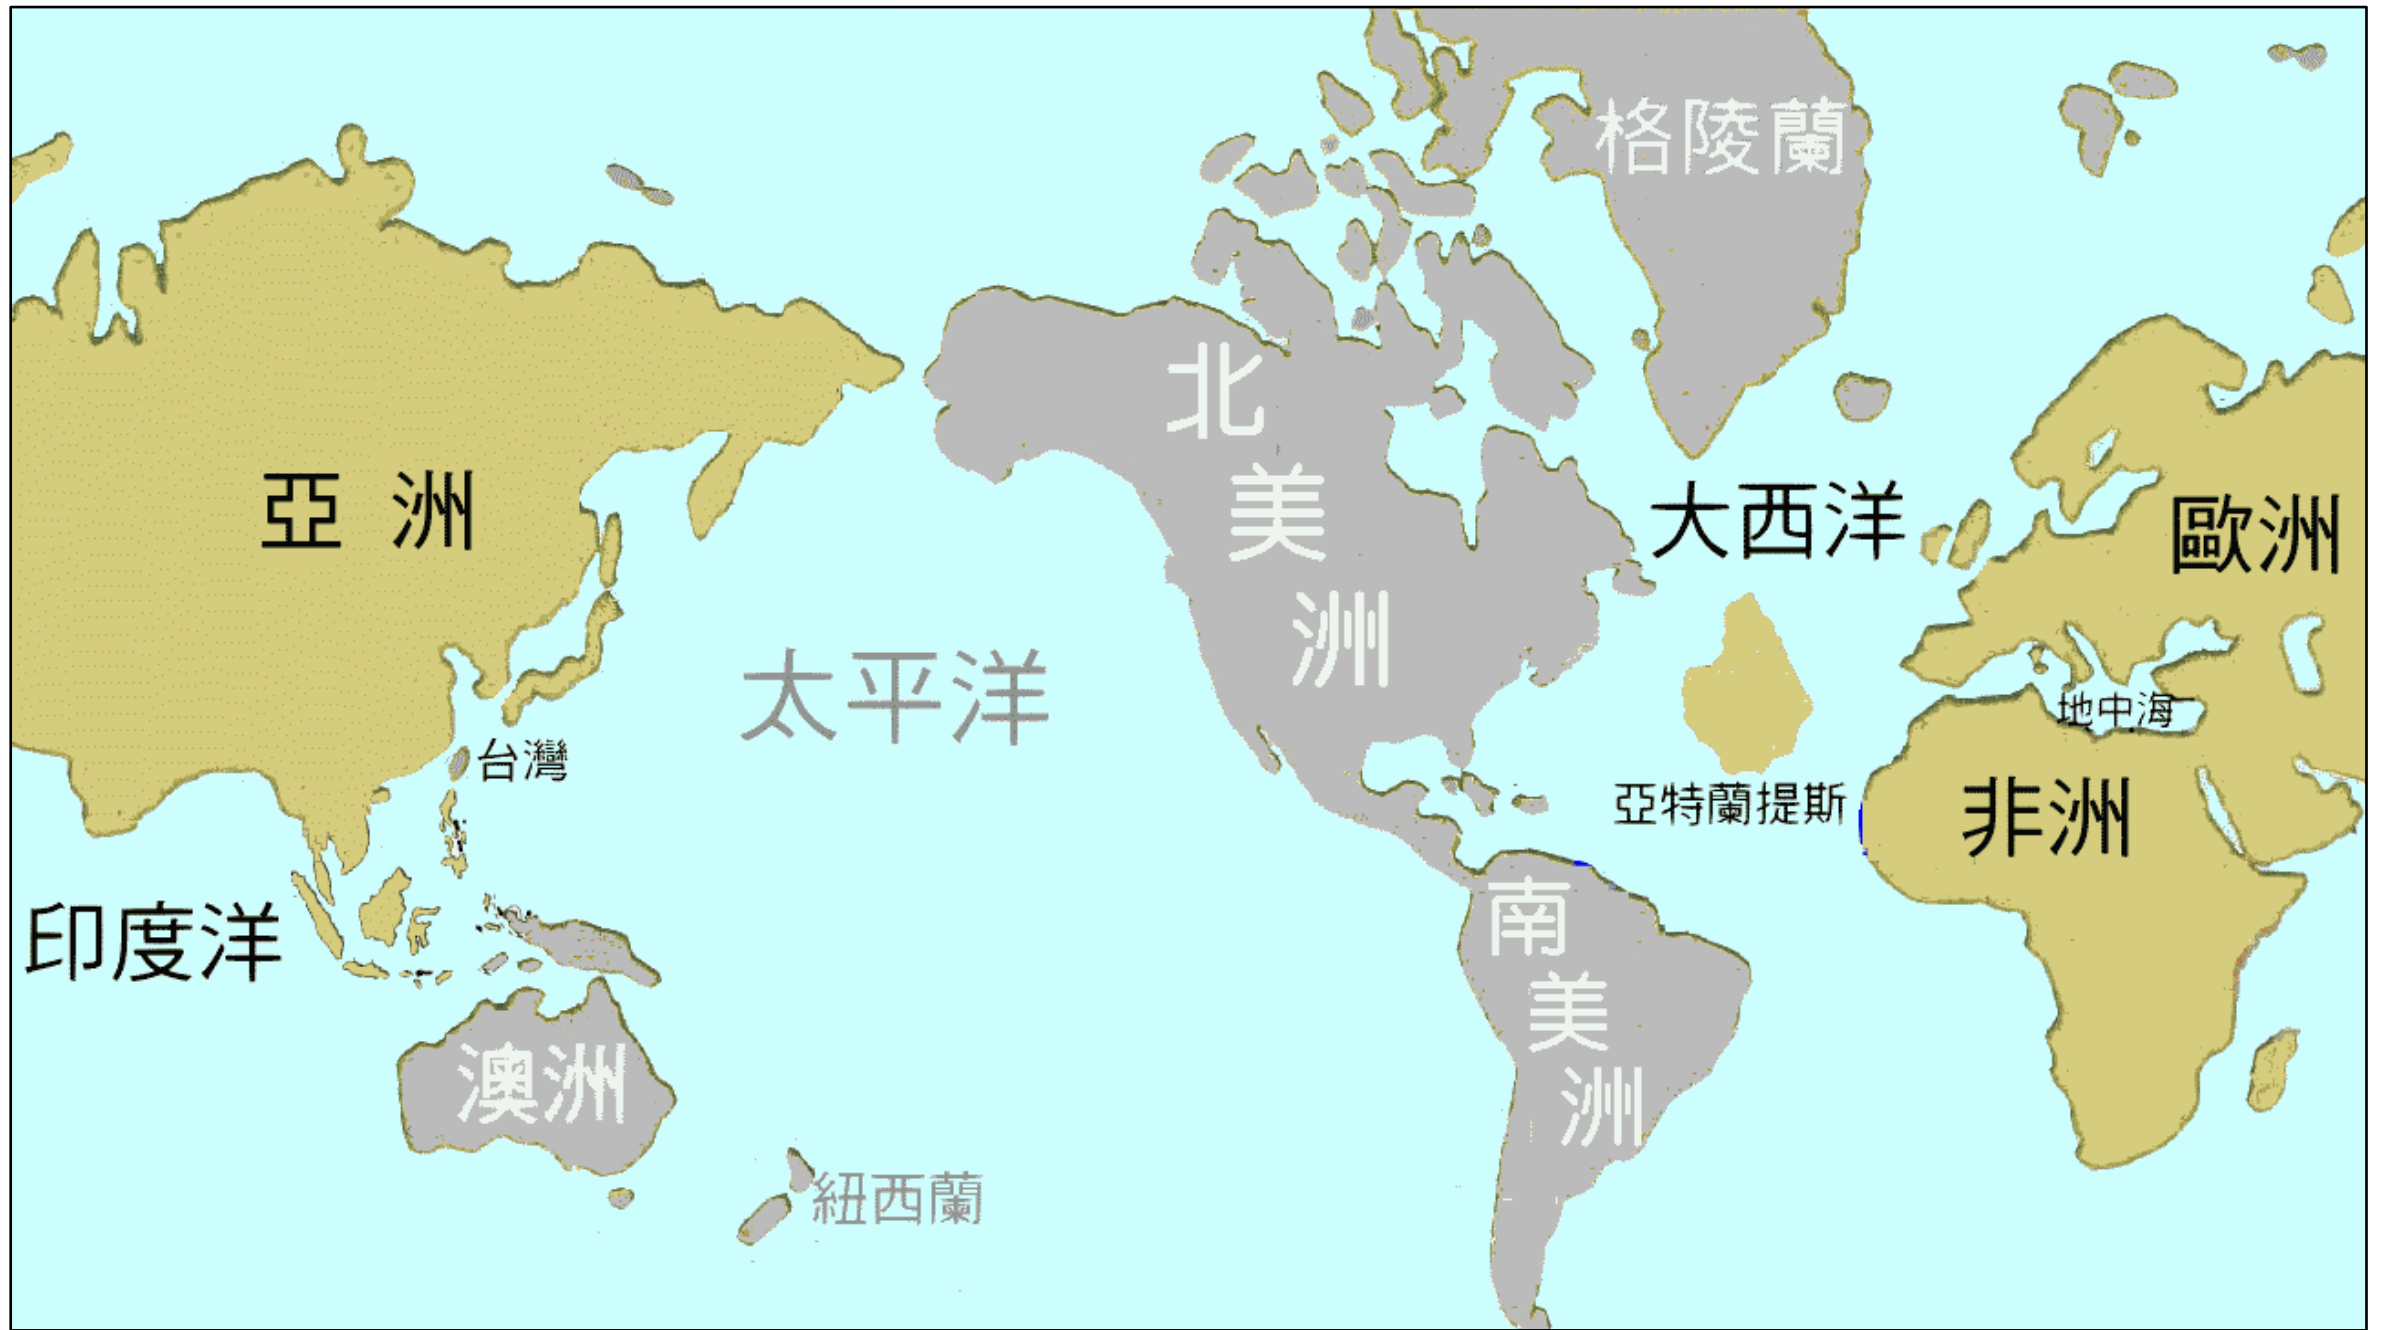 格陵蘭
北美洲
亞洲
大西洋
歐洲
太平洋
地中海
台灣
亞特蘭提斯
非洲
印度洋
南美洲
澳洲
紐西蘭